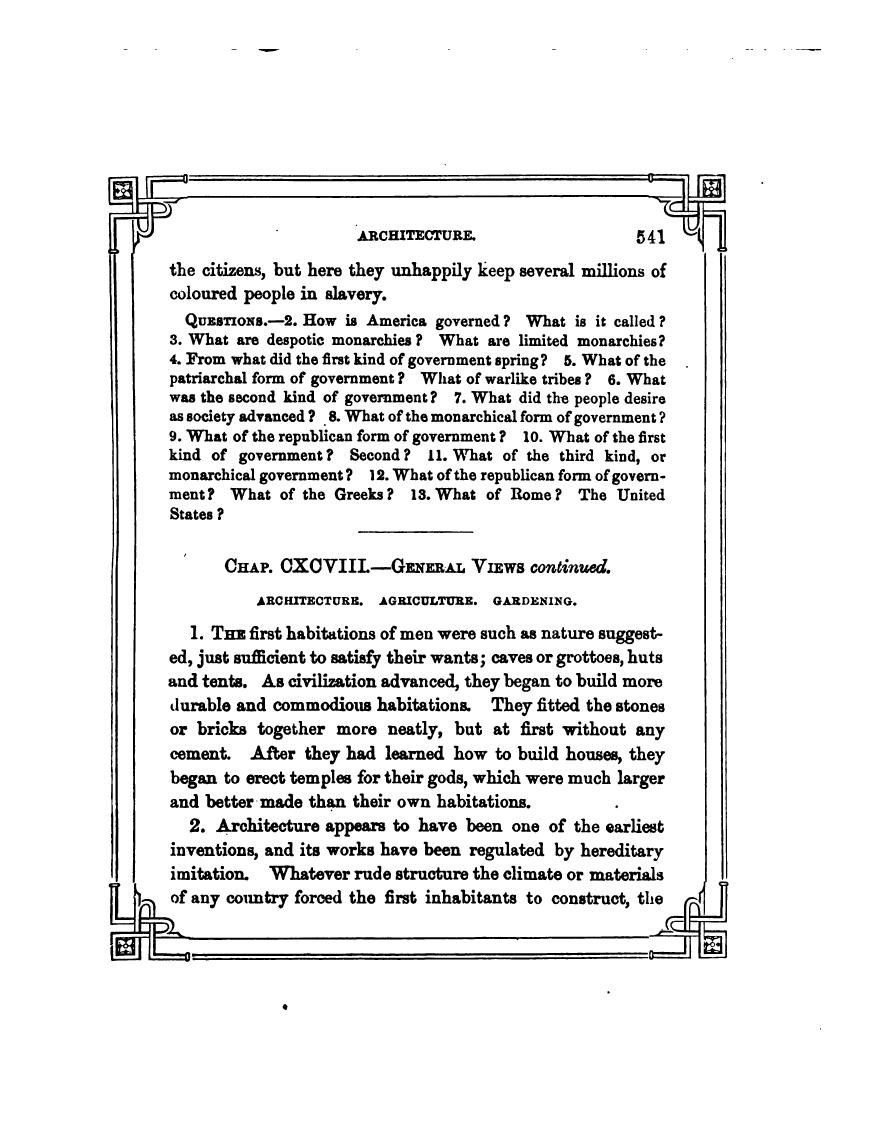 ARCHITECTURE. 541
the citizens, but here they unhappily keep several millions of
coloured people in slavery.
QUESTIONS.—2. How is America governed? What is it called?
3. What are despotic monarchies? What are limited monarchies?
4. From what did the first kind of government spring? 5. What of the
patriarchal form of government? What of warlike tribes? 6. What
was the second kind of government? 7. What did the people desire
as society advanced? 8. What of the monarchical form of government?
9. What of the republican form of government? 10. What of the first
kind of government? Second? 11. What of the third kind, or
monarchical government? 12. What of the republican form of govern-
ment? What of the Greeks? 13. What of Rome? The United
States?
CHAP. CXCVIII.—GENERAL VIEWS continued.
ARCHITECTURE. AGRICULTURE. GARDENING.
1. THE first habitations of men were such as nature suggest-
ed, just sufficient to satisfy their wants; caves or grottoes, huts
and tents. As civilization advanced, they began to build more
durable and commodious habitations. They fitted the stones
or bricks together more neatly, but at first without any
cement. After they had learned how to build houses, they
began to erect temples for their gods, which were much larger
and better made than their own habitations.
2. Architecture appears to have been one of the earliest
inventions, and its works have been regulated by hereditary
imitation. Whatever rude structure the climate or materials
of any country forced the first inhabitants to construct, the